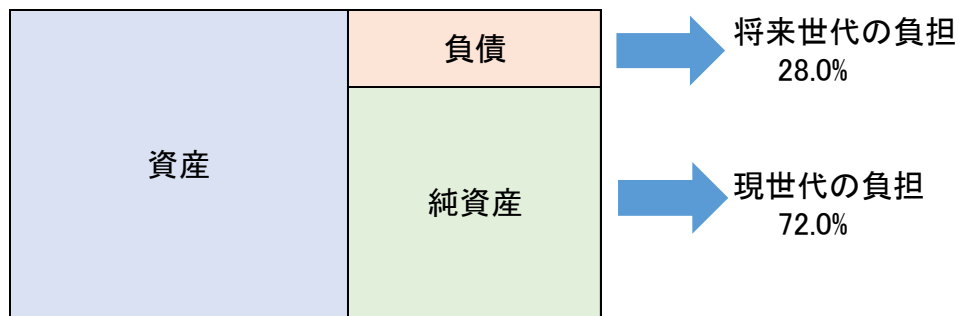 負債
将来世代の負担
28.0%
資産
純資産
現世代の負担
72.0%